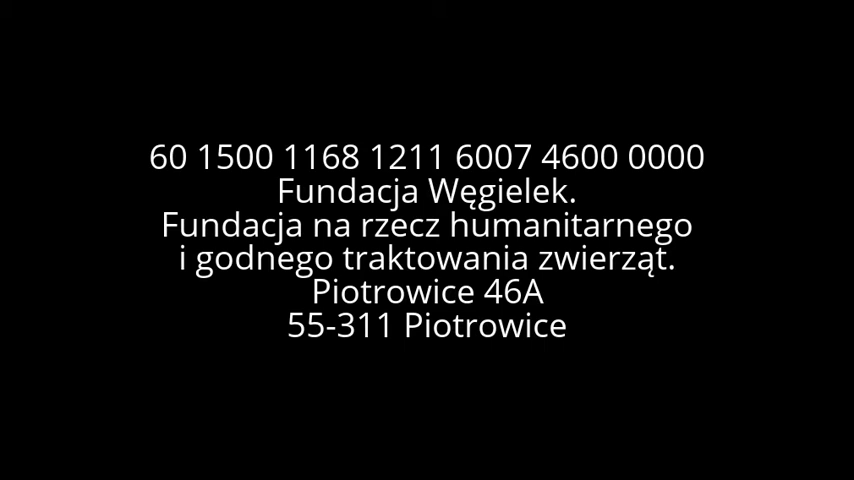 60 1500 1168 1211 6007 4600 0000
Fundacja Węgielek.
Fundacja na rzecz humanitarnego
i godnego traktowania zwierząt.
Piotrowice 46A
55-311 Piotrowice